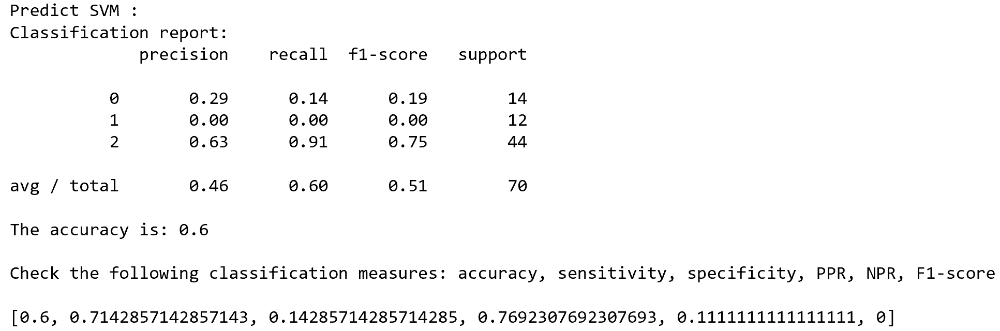 Predict SVM :
Classification report:
precision recall f1-score support
0 0.29 0.14 0.19 14
1 0.00 0.00 0.00 12
2 0.63 0.91 0.75 44
avg / total 0.46 0.60 0.51 70
The accuracy is: 0.6
Check the following classification measures: accuracy, sensitivity, specificity, PPR, NPR, F1-score
[0.6, 0.7142857142857143, 0.14285714285714285, 0.7692307692307693, 0.1111111111111111, 0]